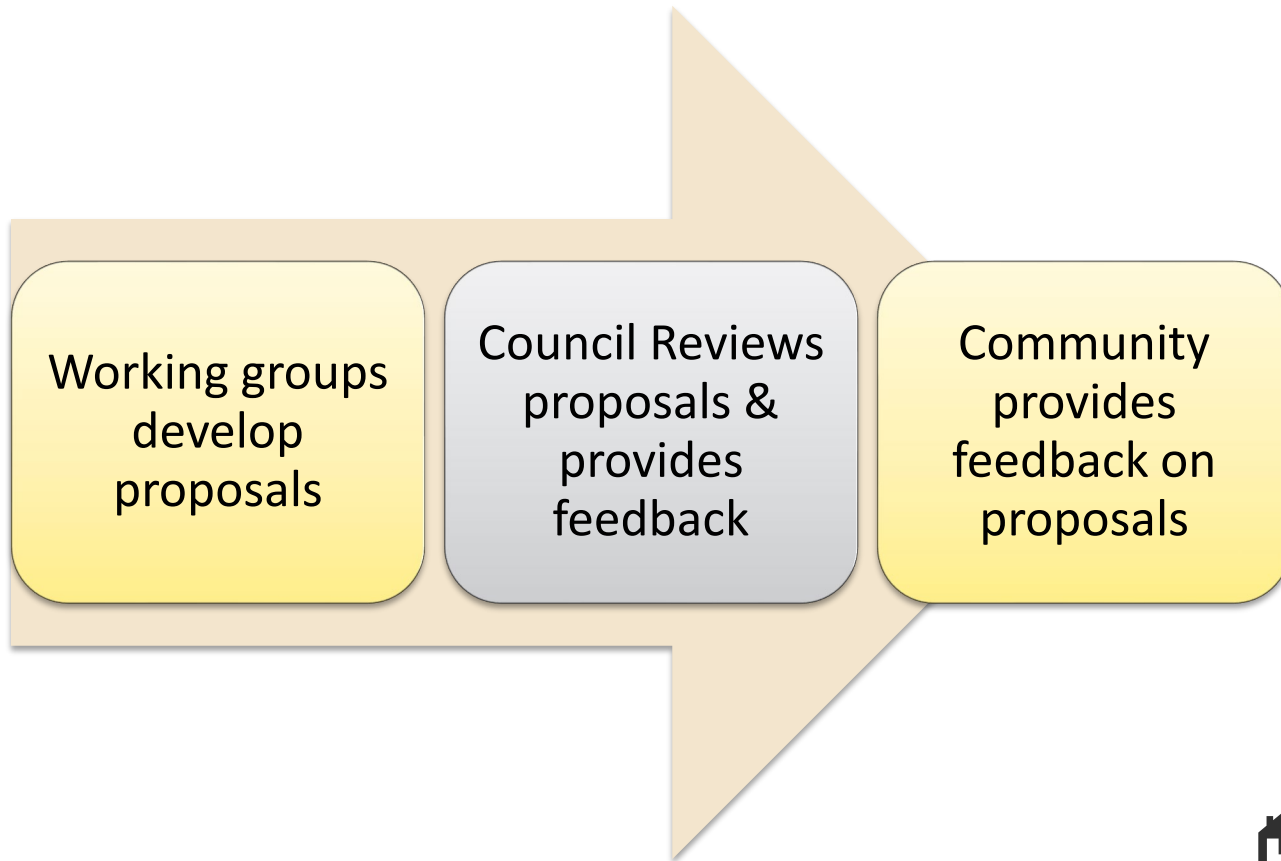 Working groups
develop
proposals
Council Reviews
proposals &
provides
feedback
Community
provides
feedback on
proposals